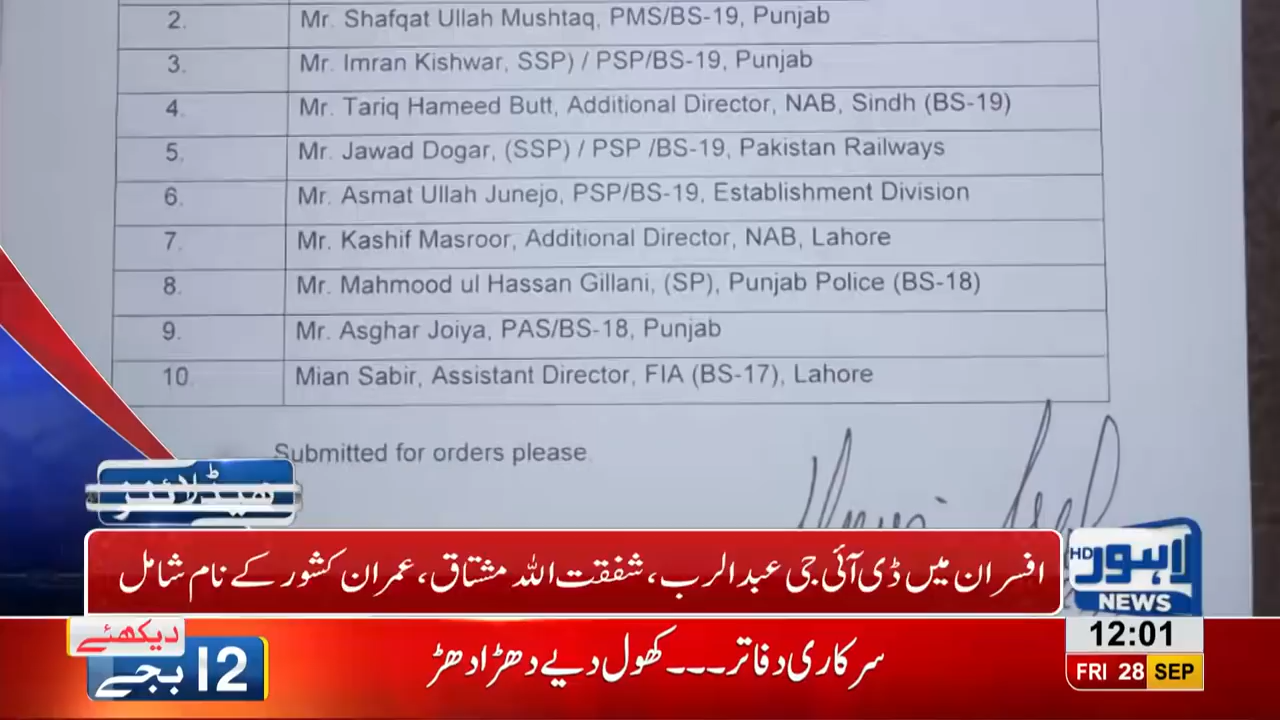 2. Mr. Shafqat Ullah Mushtaq, PMS/BS-19, Punjab
3. Mr. Imran Kishwar, SSP) / PSP/BS-19, Punjab
4. Mr. Tariq Hameed Butt, Additional Director, NAB, Sindh (BS-19)
5. Mr. Jawad Dogar, (SSP) / PSP /BS-19, Pakistan Railways
6. Mr. Asmat Ullah Junejo, PSP/BS-19, Establishment Division
7. Mr. Kashif Masroor, Additional Director, NAB, Lahore
8. Mr. Mahmood ul Hassan Gillani, (SP), Punjab Police (BS-18)
9. Mr. Asghar Joiya, PAS/BS-18, Punjab
10. Mian Sabir, Assistant Director, FIA (BS-17), Lahore
Submitted for orders please
ہیڈلائنز
افسران میں ڈی آئی جی عبدالرب، شفقت اللہ مشتاق، عمران کشور کے نام شامل
لاہور HD
NEWS
دیکھئے
12 بجے
سرکاری دفاتر۔۔۔ کھول دیے دھڑا دھڑ
12:01
FRI 28 SEP